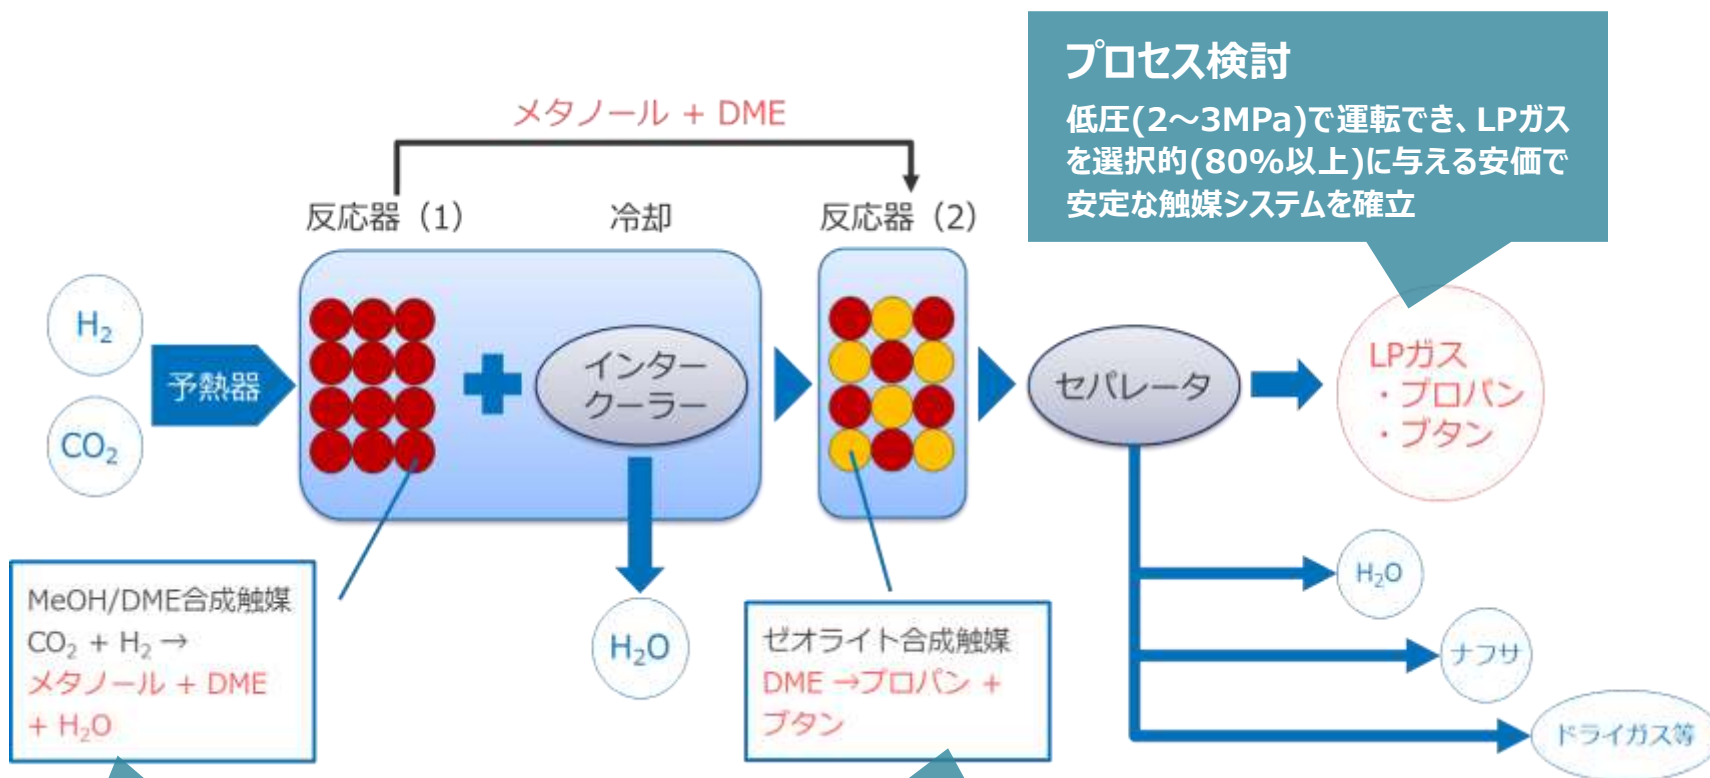 プロセス検討
低圧(2～3MPa)で運転でき、LPガス
を選択的(80%以上)に与える安価で
安定な触媒システムを確立
メタノール + DME
反応器（1）
冷却
反応器（2）
H₂
CO₂
予熱器
インター
クーラー
セパレータ
LPガス
・プロパン
・ブタン
H₂O
H₂O
ナフサ
ドライガス等
MeOH/DME合成触媒
CO₂ + H₂ →
メタノール + DME
+ H₂O
ゼオライト合成触媒
DME →プロパン +
ブタン